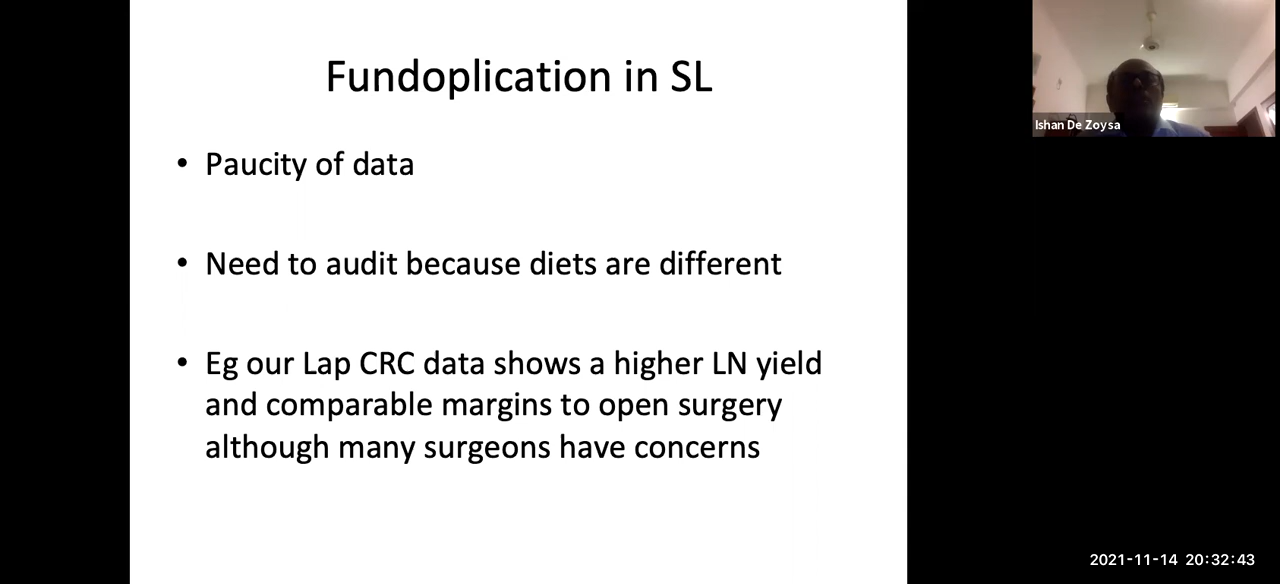 Fundoplication in SL
• Paucity of data
• Need to audit because diets are different
• Eg our Lap CRC data shows a higher LN yield
and comparable margins to open surgery
although many surgeons have concerns
Ishan De Zoysa
2021-11-14 20:32:43